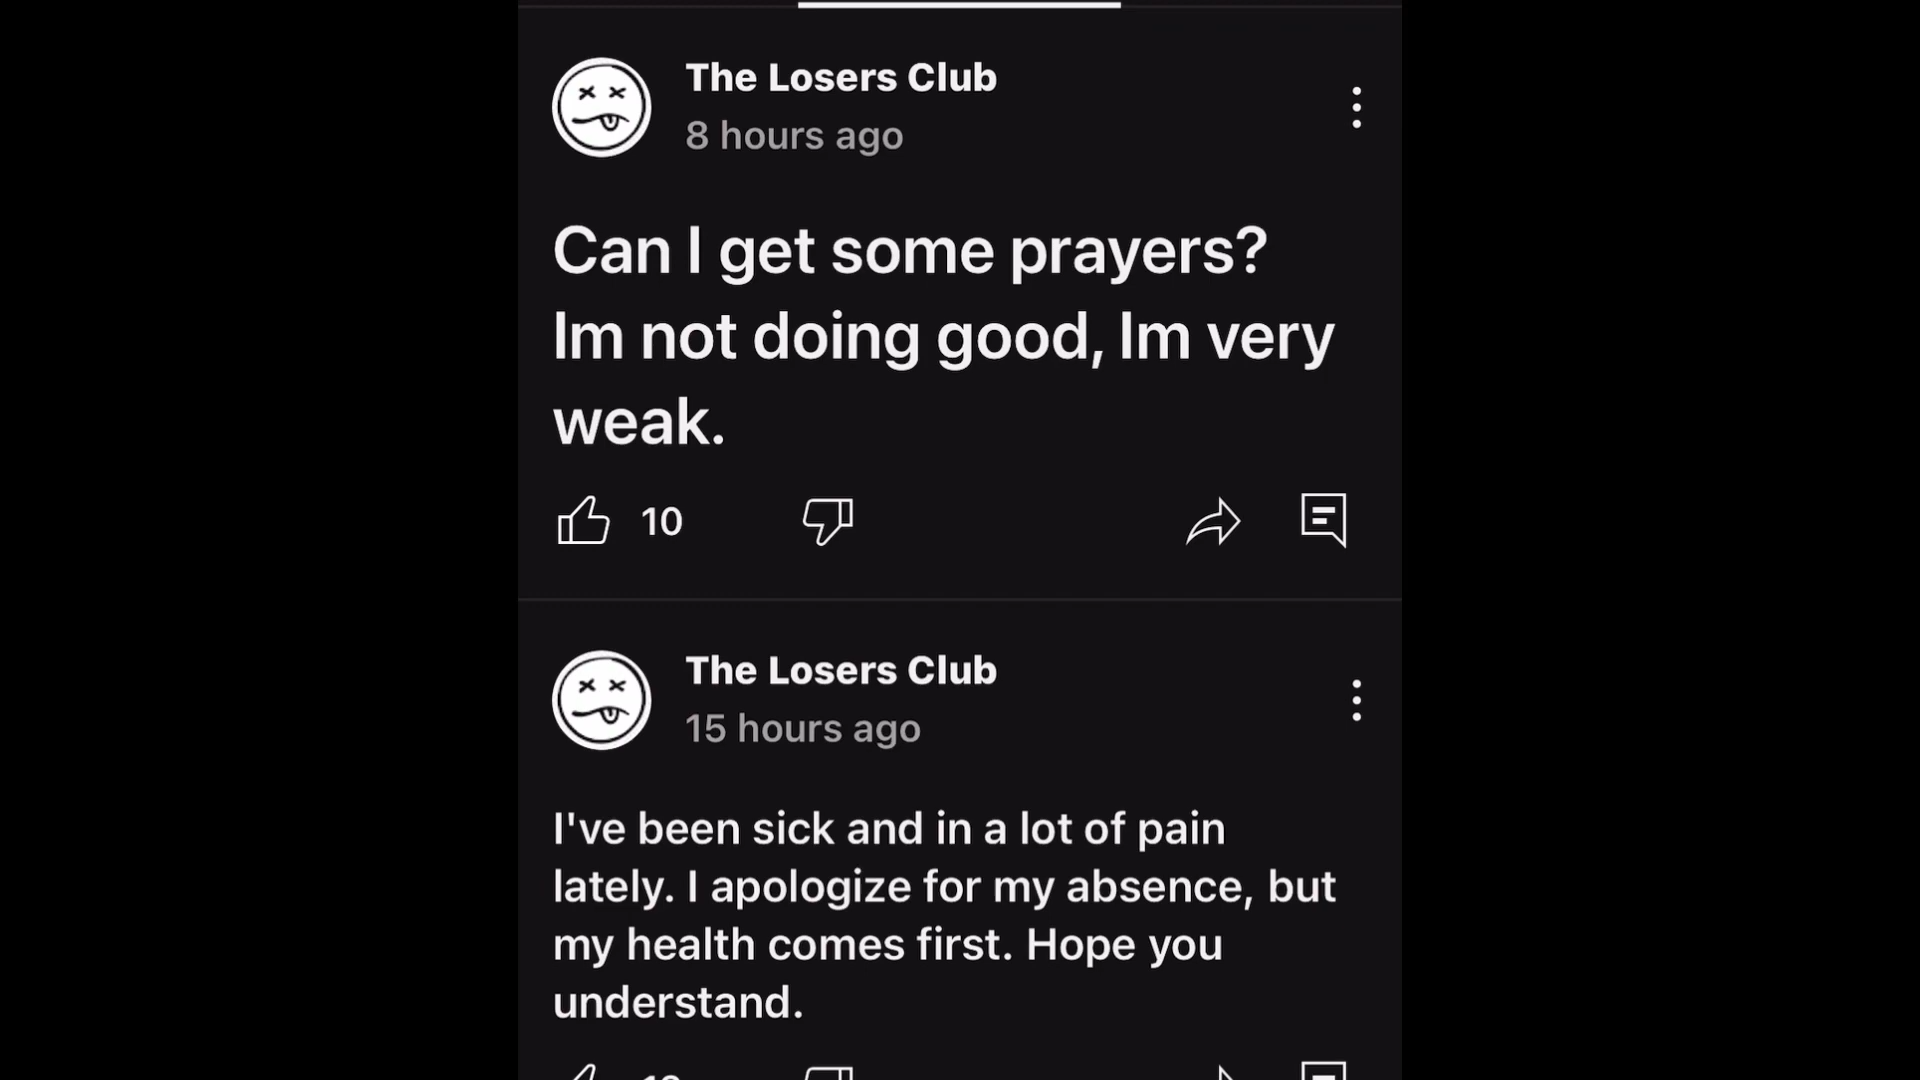 The Losers Club
8 hours ago
Can I get some prayers?
Im not doing good, Im very
weak.
10
The Losers Club
15 hours ago
I've been sick and in a lot of pain
lately. I apologize for my absence, but
my health comes first. Hope you
understand.